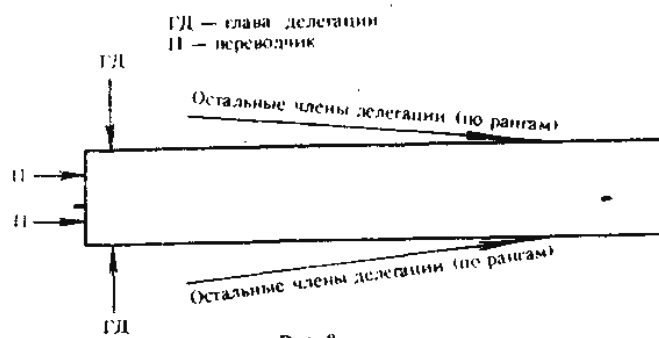 ГД — глава делегации
П — переводчик
ГД
Остальные члены делегации (по рангам)
П
П
Остальные члены делегации (по рангам)
ГД